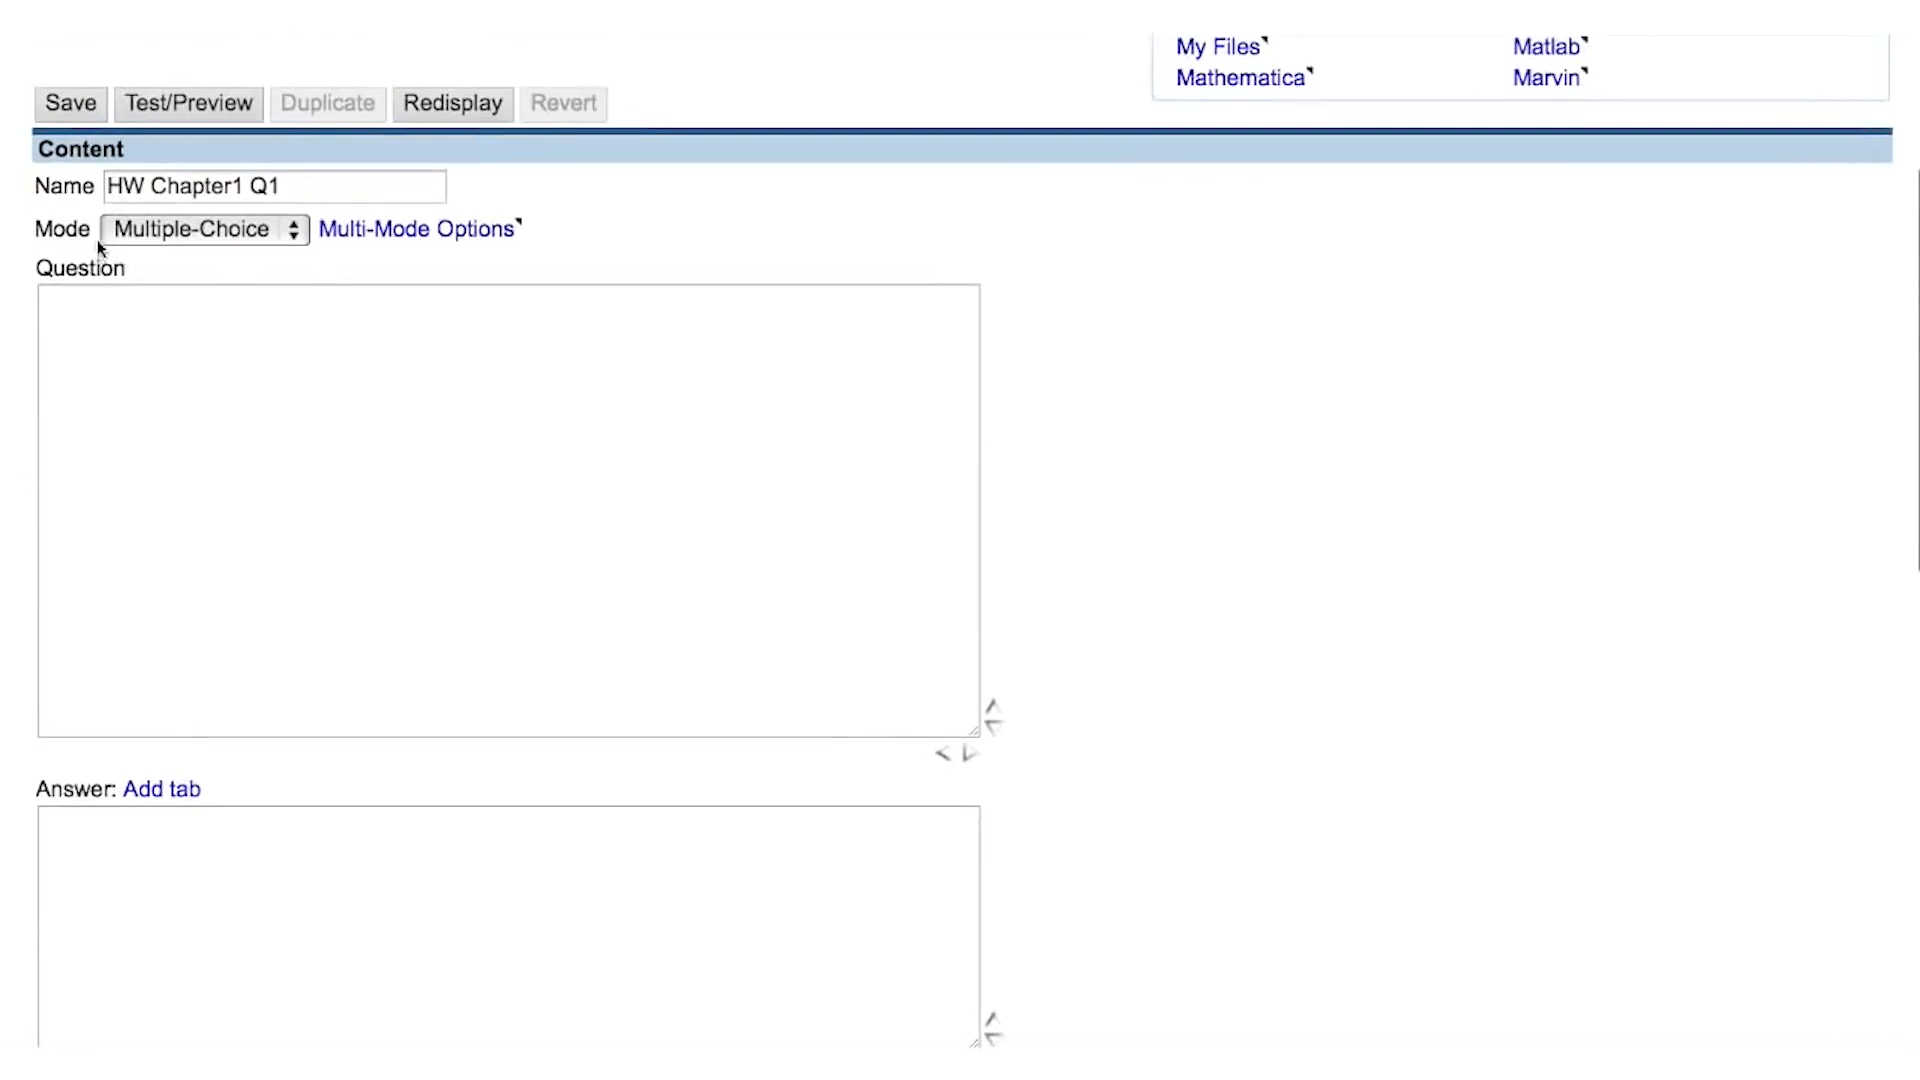 My Files Matlab
Mathematica Marvin
Save Test/Preview Duplicate Redisplay Revert
Content
Name HW Chapter1 Q1
Mode Multiple-Choice Multi-Mode Options
Question
Answer: Add tab